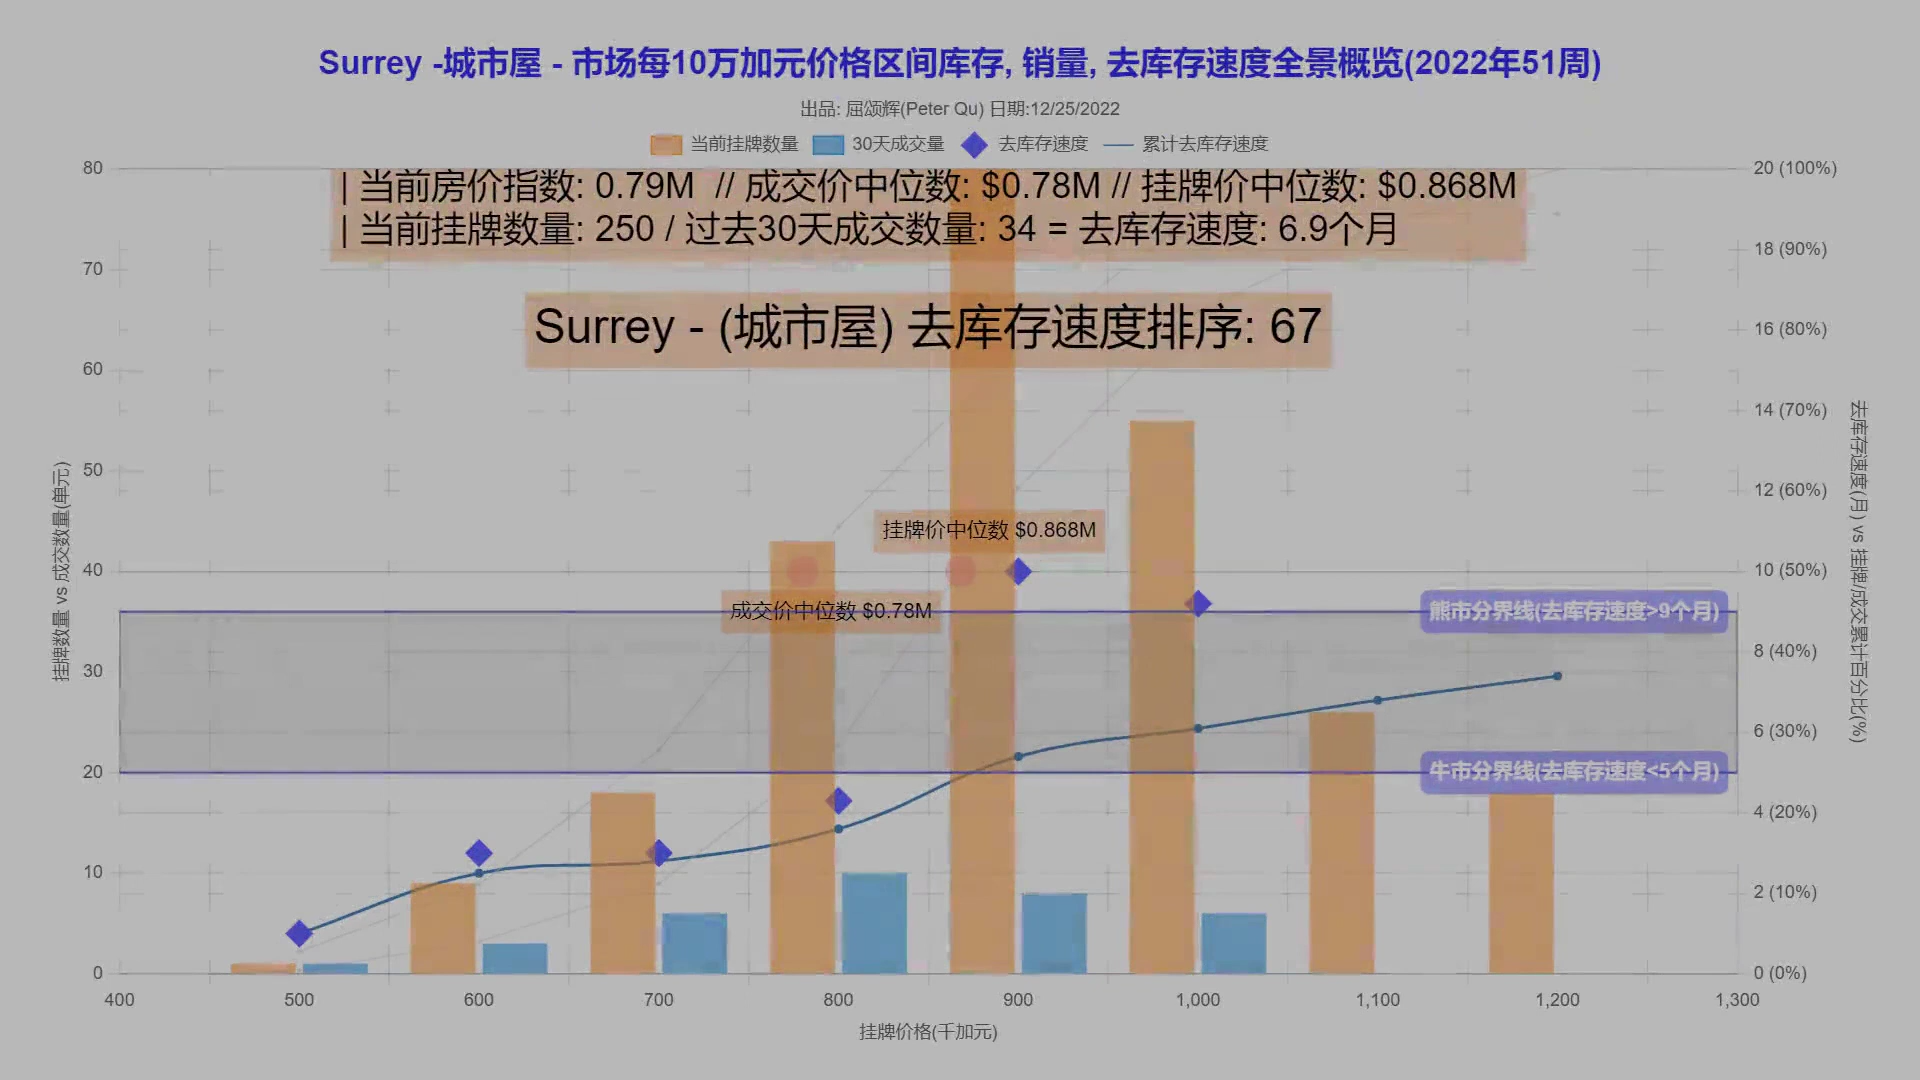 Surrey -城市屋 - 市场每10万加元价格区间库存, 销量, 去库存速度全景概览(2022年51周)
出品: 屈颂辉(Peter Qu) 日期:12/25/2022
当前挂牌数量 30天成交量 去库存速度 累计去库存速度
| 当前房价指数: 0.79M // 成交价中位数: $0.78M // 挂牌价中位数: $0.868M
| 当前挂牌数量: 250 / 过去30天成交数量: 34 = 去库存速度: 6.9个月
Surrey - (城市屋) 去库存速度排序: 67
挂牌价中位数 $0.868M
成交价中位数 $0.78M
熊市分界线(去库存速度>9个月)
牛市分界线(去库存速度<5个月)
80
70
60
50
40
30
20
10
0
挂牌数量 vs 成交数量(单元)
20 (100%)
18 (90%)
16 (80%)
14 (70%)
12 (60%)
10 (50%)
8 (40%)
6 (30%)
4 (20%)
2 (10%)
0 (0%)
去库存速度(月) vs 挂牌/成交累计百分比(%)
400 500 600 700 800 900 1,000 1,100 1,200 1,300
挂牌价格(千加元)